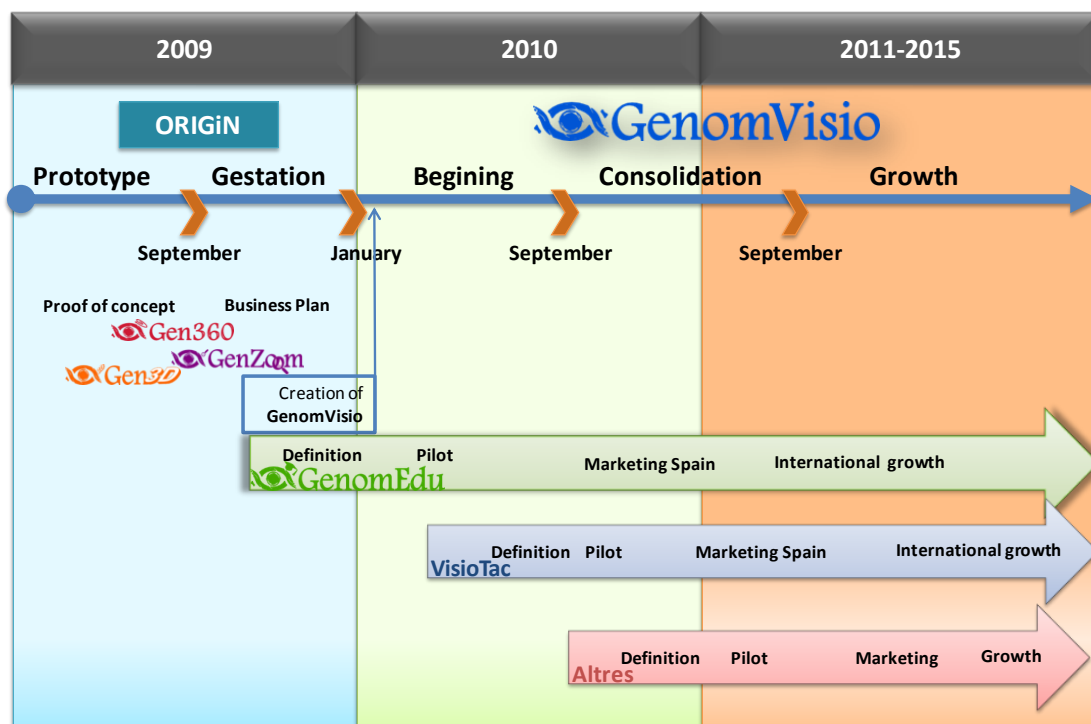 2009 2010 2011-2015
ORIGiN
GenomVisio
Prototype Gestation Begining Consolidation Growth
September January September September
Proof of concept Business Plan
Gen360
GenZoom
Gen3D
Creation of
GenomVisio
Definition Pilot Marketing Spain International growth
GenomEdu
Definition Pilot Marketing Spain International growth
VisioTac
Definition Pilot Marketing Growth
Altres